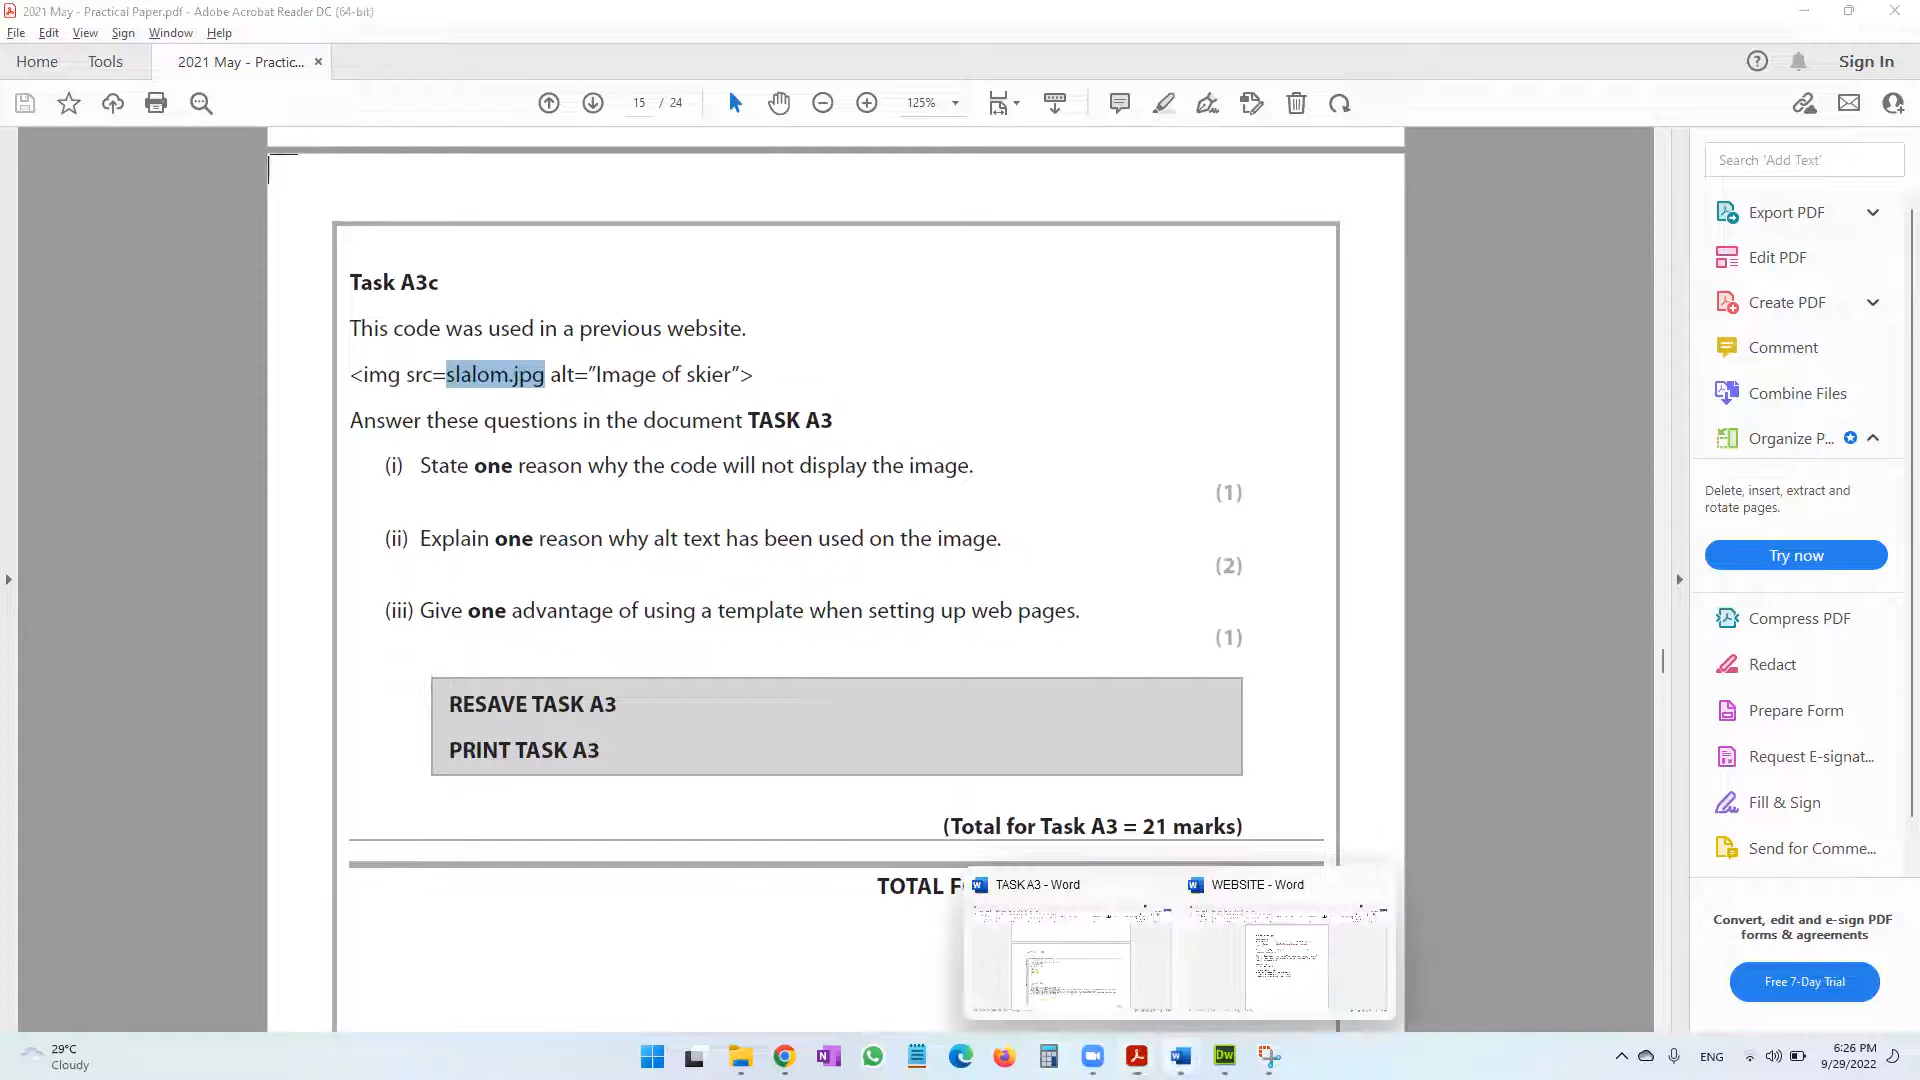 2021 May - Practical Paper.pdf - Adobe Acrobat Reader DC (64-bit)
File Edit View Sign Window Help
Home Tools 2021 May - Practic... ×
Sign In
15 / 24
125%
Search 'Add Text'
Export PDF
Edit PDF
Create PDF
Comment
Combine Files
Organize P...
Delete, insert, extract and
rotate pages.
Try now
Compress PDF
Redact
Prepare Form
Request E-signat...
Fill & Sign
Send for Comme...
Convert, edit and e-sign PDF
forms & agreements
Free 7-Day Trial
Task A3c
This code was used in a previous website.
<img src=slalom.jpg alt=”Image of skier”>
Answer these questions in the document TASK A3
(i) State one reason why the code will not display the image.
(1)
(ii) Explain one reason why alt text has been used on the image.
(2)
(iii) Give one advantage of using a template when setting up web pages.
(1)
RESAVE TASK A3
PRINT TASK A3
(Total for Task A3 = 21 marks)
TOTAL
TASK A3 - Word
WEBSITE - Word
29°C
Cloudy
ENG
6:26 PM
9/29/2022